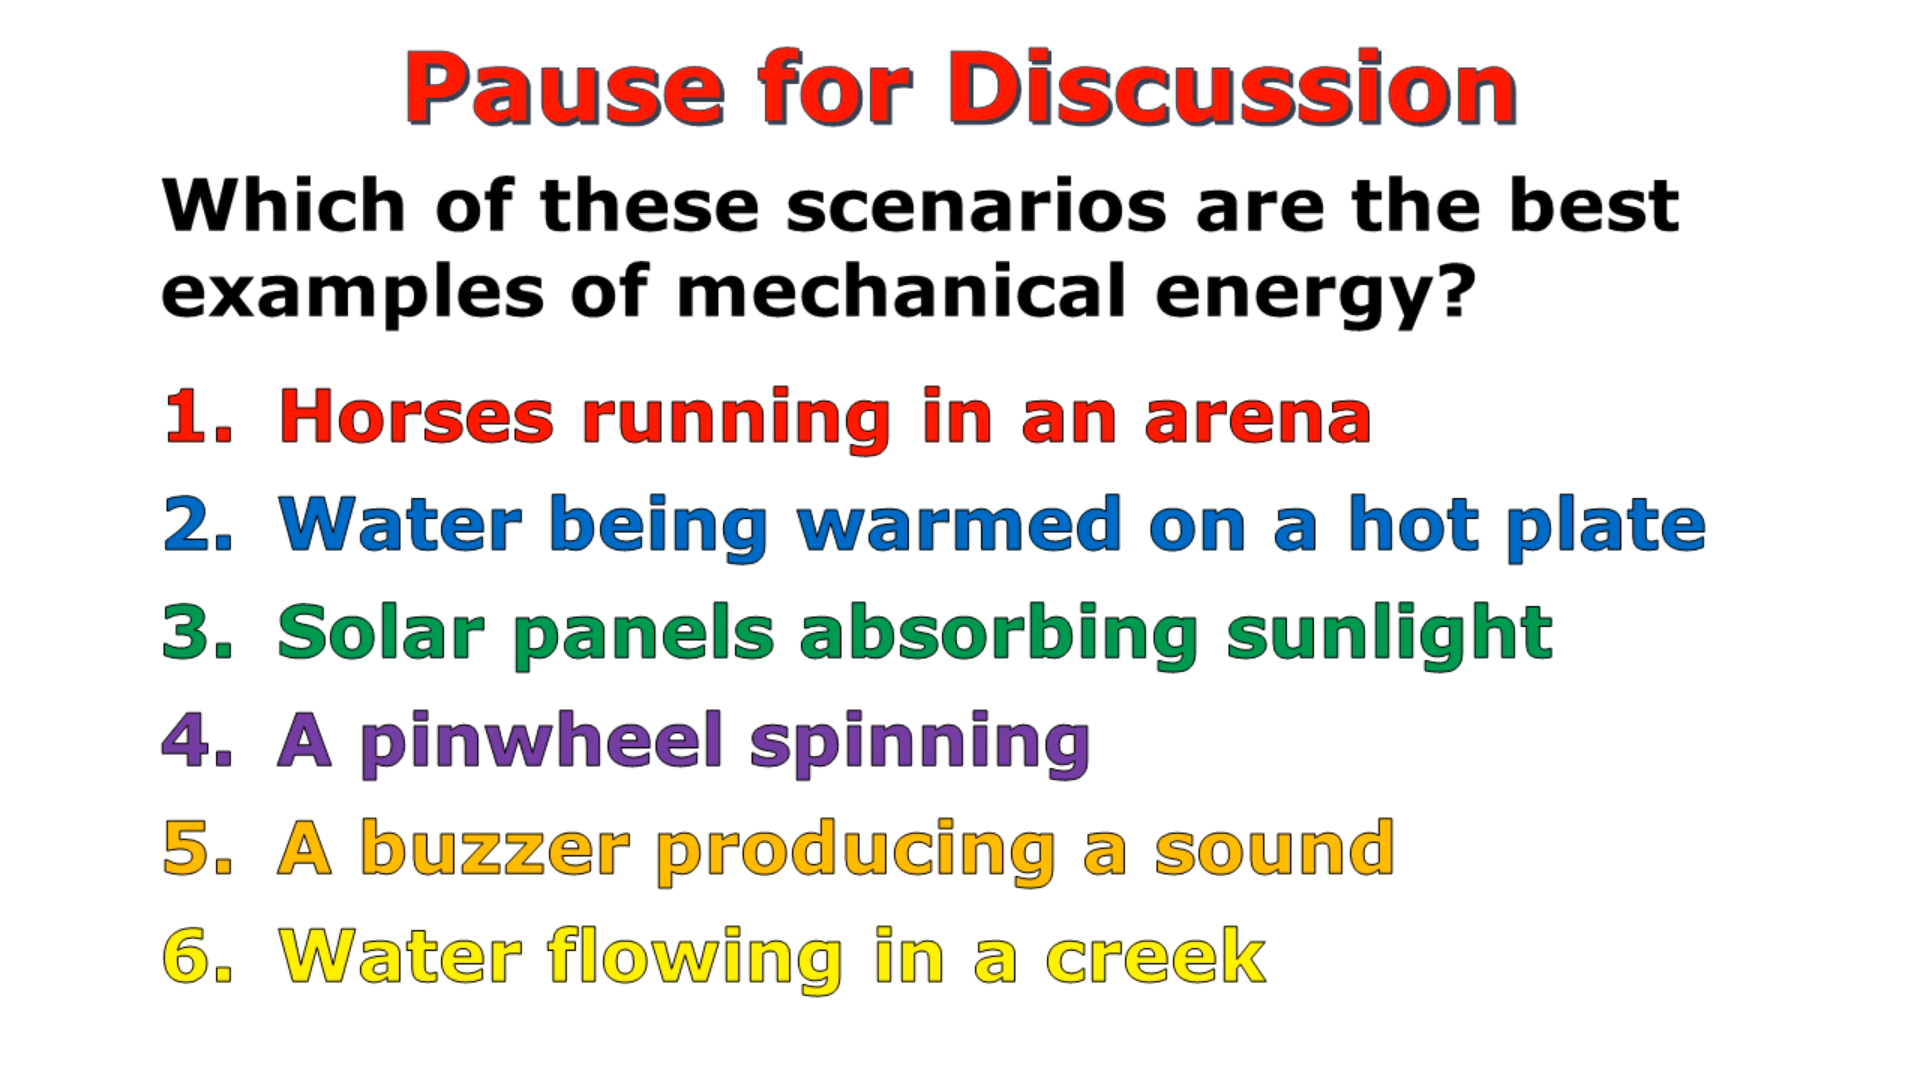 Pause for Discussion
Which of these scenarios are the best
examples of mechanical energy?
1. Horses running in an arena
2. Water being warmed on a hot plate
3. Solar panels absorbing sunlight
4. A pinwheel spinning
5. A buzzer producing a sound
6. Water flowing in a creek